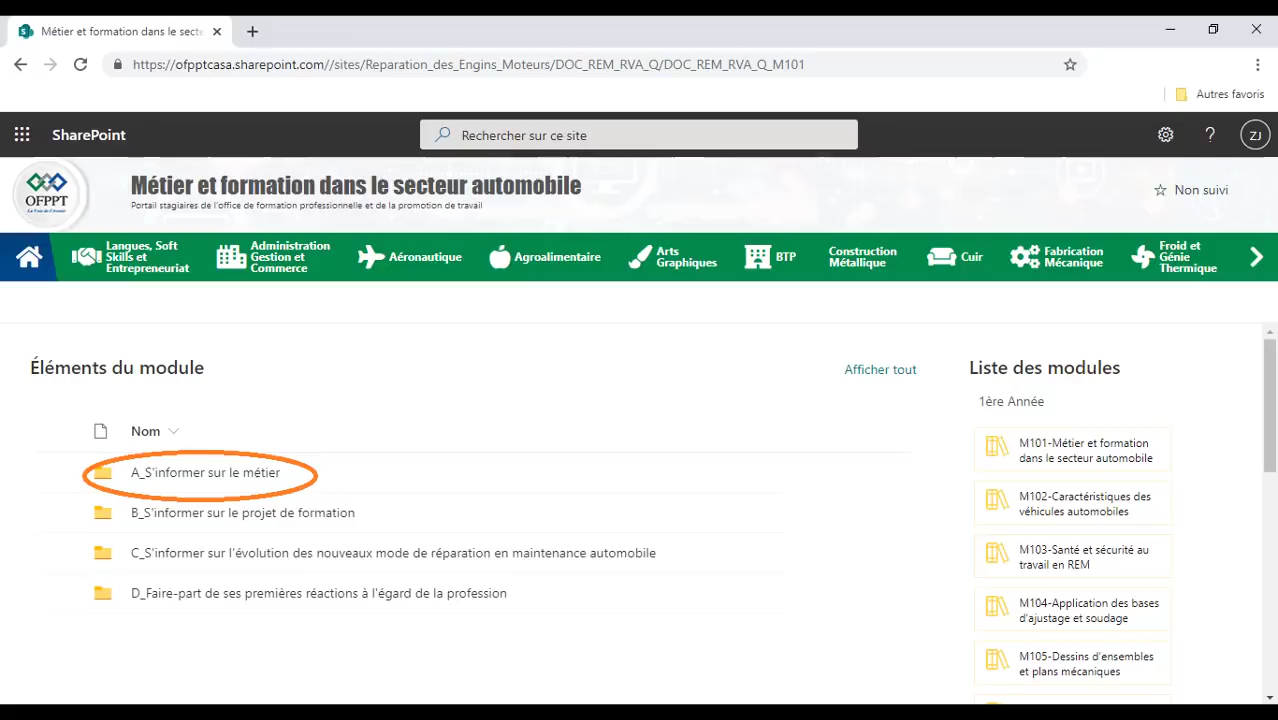 Métier et formation dans le secte
https://ofpptcasa.sharepoint.com//sites/Reparation_des_Engins_Moteurs/DOC_REM_RVA_Q/DOC_REM_RVA_Q_M101
Autres favoris
SharePoint
Rechercher sur ce site
ZJ
OFPPT
La Voie de l'Avenir
Métier et formation dans le secteur automobile
Portail stagiaires de l'office de formation professionnelle et de la promotion de travail
Non suivi
Langues, Soft
Skills et
Entrepreneuriat
Administration
Gestion et
Commerce
Aéronautique
Agroalimentaire
Arts
Graphiques
BTP
Construction
Métallique
Cuir
Fabrication
Mécanique
Froid et
Génie
Thermique
Éléments du module
Afficher tout
Nom
A_S'informer sur le métier
B_S'informer sur le projet de formation
C_S'informer sur l'évolution des nouveaux mode de réparation en maintenance automobile
D_Faire-part de ses premières réactions à l'égard de la profession
Liste des modules
1ère Année
M101-Métier et formation
dans le secteur automobile
M102-Caractéristiques des
véhicules automobiles
M103-Santé et sécurité au
travail en REM
M104-Application des bases
d'ajustage et soudage
M105-Dessins d'ensembles
et plans mécaniques